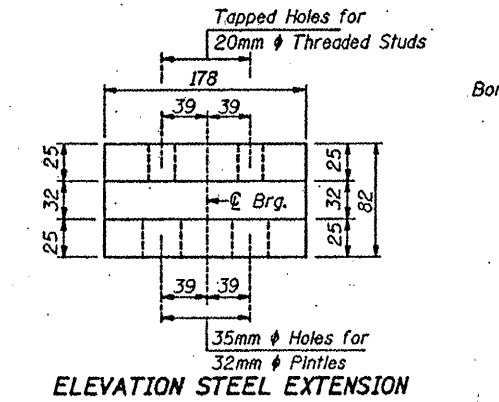 Tapped Holes for
20mm ϕ Threaded Studs
178
Bor
39 39
25 32 25
℄ Brg.
25 32 25
82
39 39
35mm ϕ Holes for
32mm ϕ Pintles
ELEVATION STEEL EXTENSION